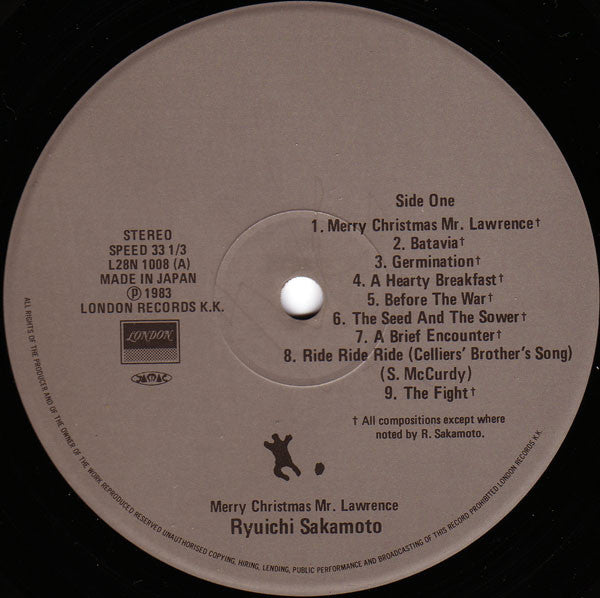 STEREO
SPEED 33 1/3
L28N 1008 (A)
MADE IN JAPAN
℗ 1983
LONDON RECORDS K.K.
LONDON
Side One
1. Merry Christmas Mr. Lawrence†
2. Batavia†
3. Germination†
4. A Hearty Breakfast†
5. Before The War†
6. The Seed And The Sower†
7. A Brief Encounter†
8. Ride Ride Ride (Celliers' Brother's Song)
(S. McCurdy)
9. The Fight†
† All compositions except where
noted by R. Sakamoto.
Merry Christmas Mr. Lawrence
Ryuichi Sakamoto
ALL RIGHTS OF THE PRODUCER AND OF THE OWNER OF THE WORK REPRODUCED RESERVED UNAUTHORISED COPYING, HIRING, LENDING, PUBLIC PERFORMANCE AND BROADCASTING OF THIS RECORD PROHIBITED LONDON RECORDS K.K.